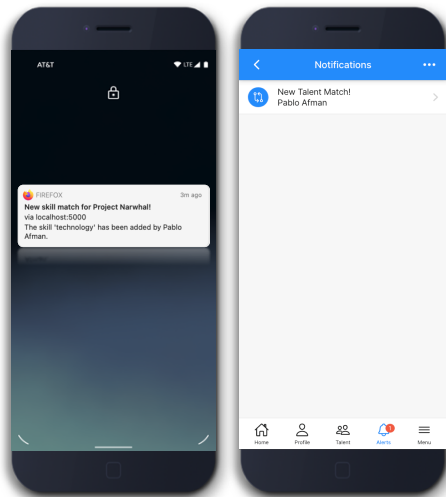 AT&T
LTE
FIREFOX
3m ago
New skill match for Project Narwhal!
via localhost:5000
The skill 'technology' has been added by Pablo
Afman.
Notifications
New Talent Match!
Pablo Afman
1
Home
Profile
Talent
Alerts
Menu